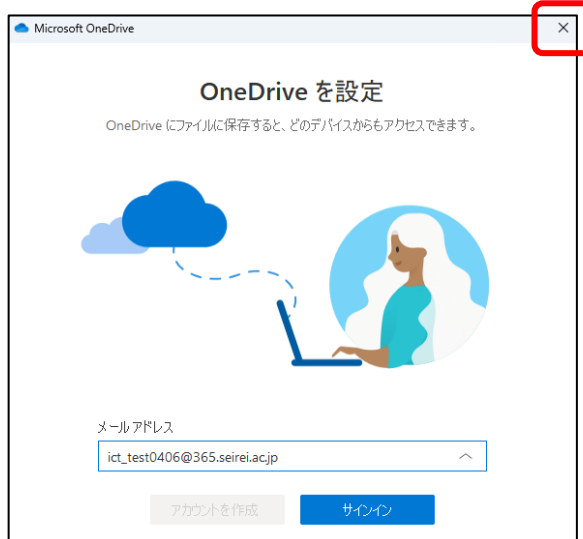 Microsoft OneDrive
OneDrive を設定
OneDrive にファイルに保存すると、どのデバイスからもアクセスできます。
メール アドレス
ict_test0406@365.seirei.ac.jp
アカウントを作成
サインイン